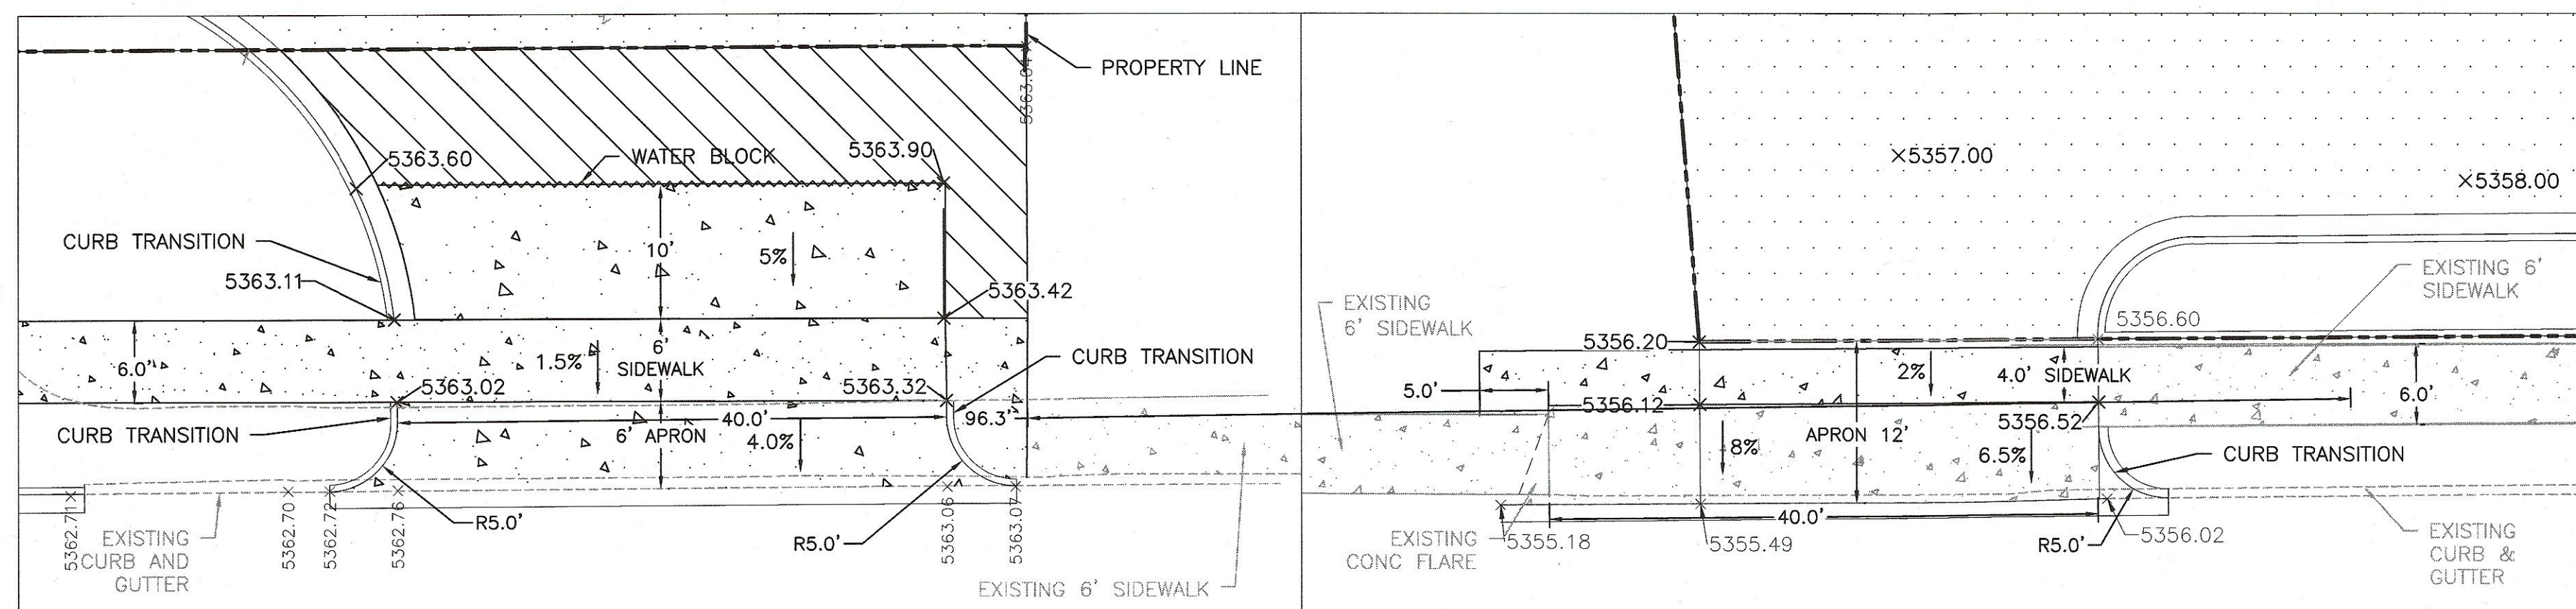 PROPERTY LINE
5363.64
WATER BLOCK
5363.60
5363.90
CURB TRANSITION
10'
5%
5363.11
5363.42
6.0'
1.5%
6'
SIDEWALK
CURB TRANSITION
5363.02
5363.32
40.0'
96.3'
CURB TRANSITION
6' APRON
4.0%
R5.0'
R5.0'
5362.71
5362.70
5362.72
5362.76
5363.06
5363.07
EXISTING
CURB AND
GUTTER
EXISTING 6' SIDEWALK
5357.00
5358.00
EXISTING 6'
SIDEWALK
EXISTING
6' SIDEWALK
5356.60
5356.20
2%
4.0' SIDEWALK
5.0'
6.0'
5356.12
5356.52
APRON 12'
8%
6.5%
CURB TRANSITION
40.0'
EXISTING
CONC FLARE
5355.18
5355.49
R5.0'
5356.02
EXISTING
CURB &
GUTTER